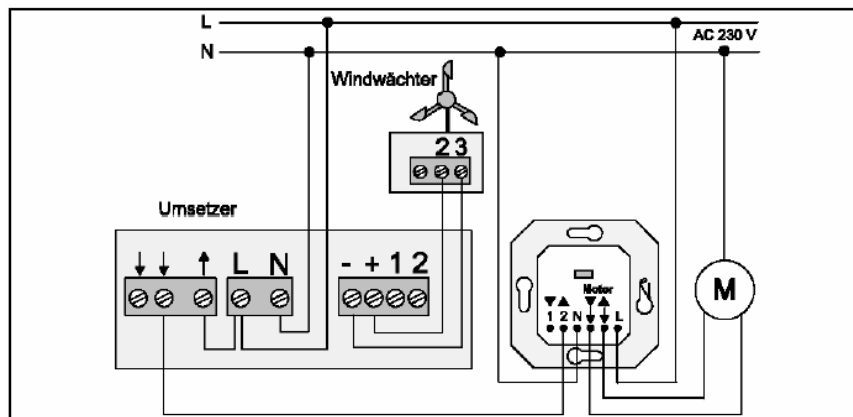 L
AC 230 V
N
Windwächter
2 3
Umsetzer
↓ ↓ ↑ L N - + 1 2
Motor
▼ ▲ ▼ ▲
1 2 N ↓ ↓ L
M